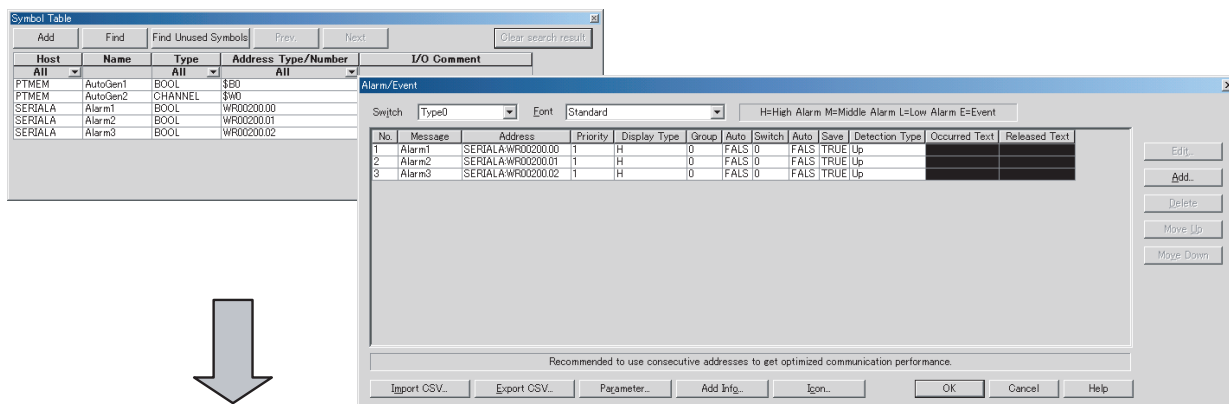 Symbol Table
Add Find Find Unused Symbols Prev. Next Clear search result
Host Name Type Address Type/Number I/O Comment
All All All
PTMEM AutoGen1 BOOL $B0
PTMEM AutoGen2 CHANNEL $W0
SERIALA Alarm1 BOOL WR00200.00
SERIALA Alarm2 BOOL WR00200.01
SERIALA Alarm3 BOOL WR00200.02
Alarm/Event
Switch Type0 Font Standard H=High Alarm M=Middle Alarm L=Low Alarm E=Event
No. Message Address Priority Display Type Group Auto Switch Auto Save Detection Type Occurred Text Released Text
1 Alarm1 SERIALA:WR00200.00 1 H 0 FALS 0 FALS TRUE Up
2 Alarm2 SERIALA:WR00200.01 1 H 0 FALS 0 FALS TRUE Up
3 Alarm3 SERIALA:WR00200.02 1 H 0 FALS 0 FALS TRUE Up
Edit...
Add...
Delete
Move Up
Move Down
Recommended to use consecutive addresses to get optimized communication performance.
Import CSV... Export CSV... Parameter... Add Info... Icon... OK Cancel Help